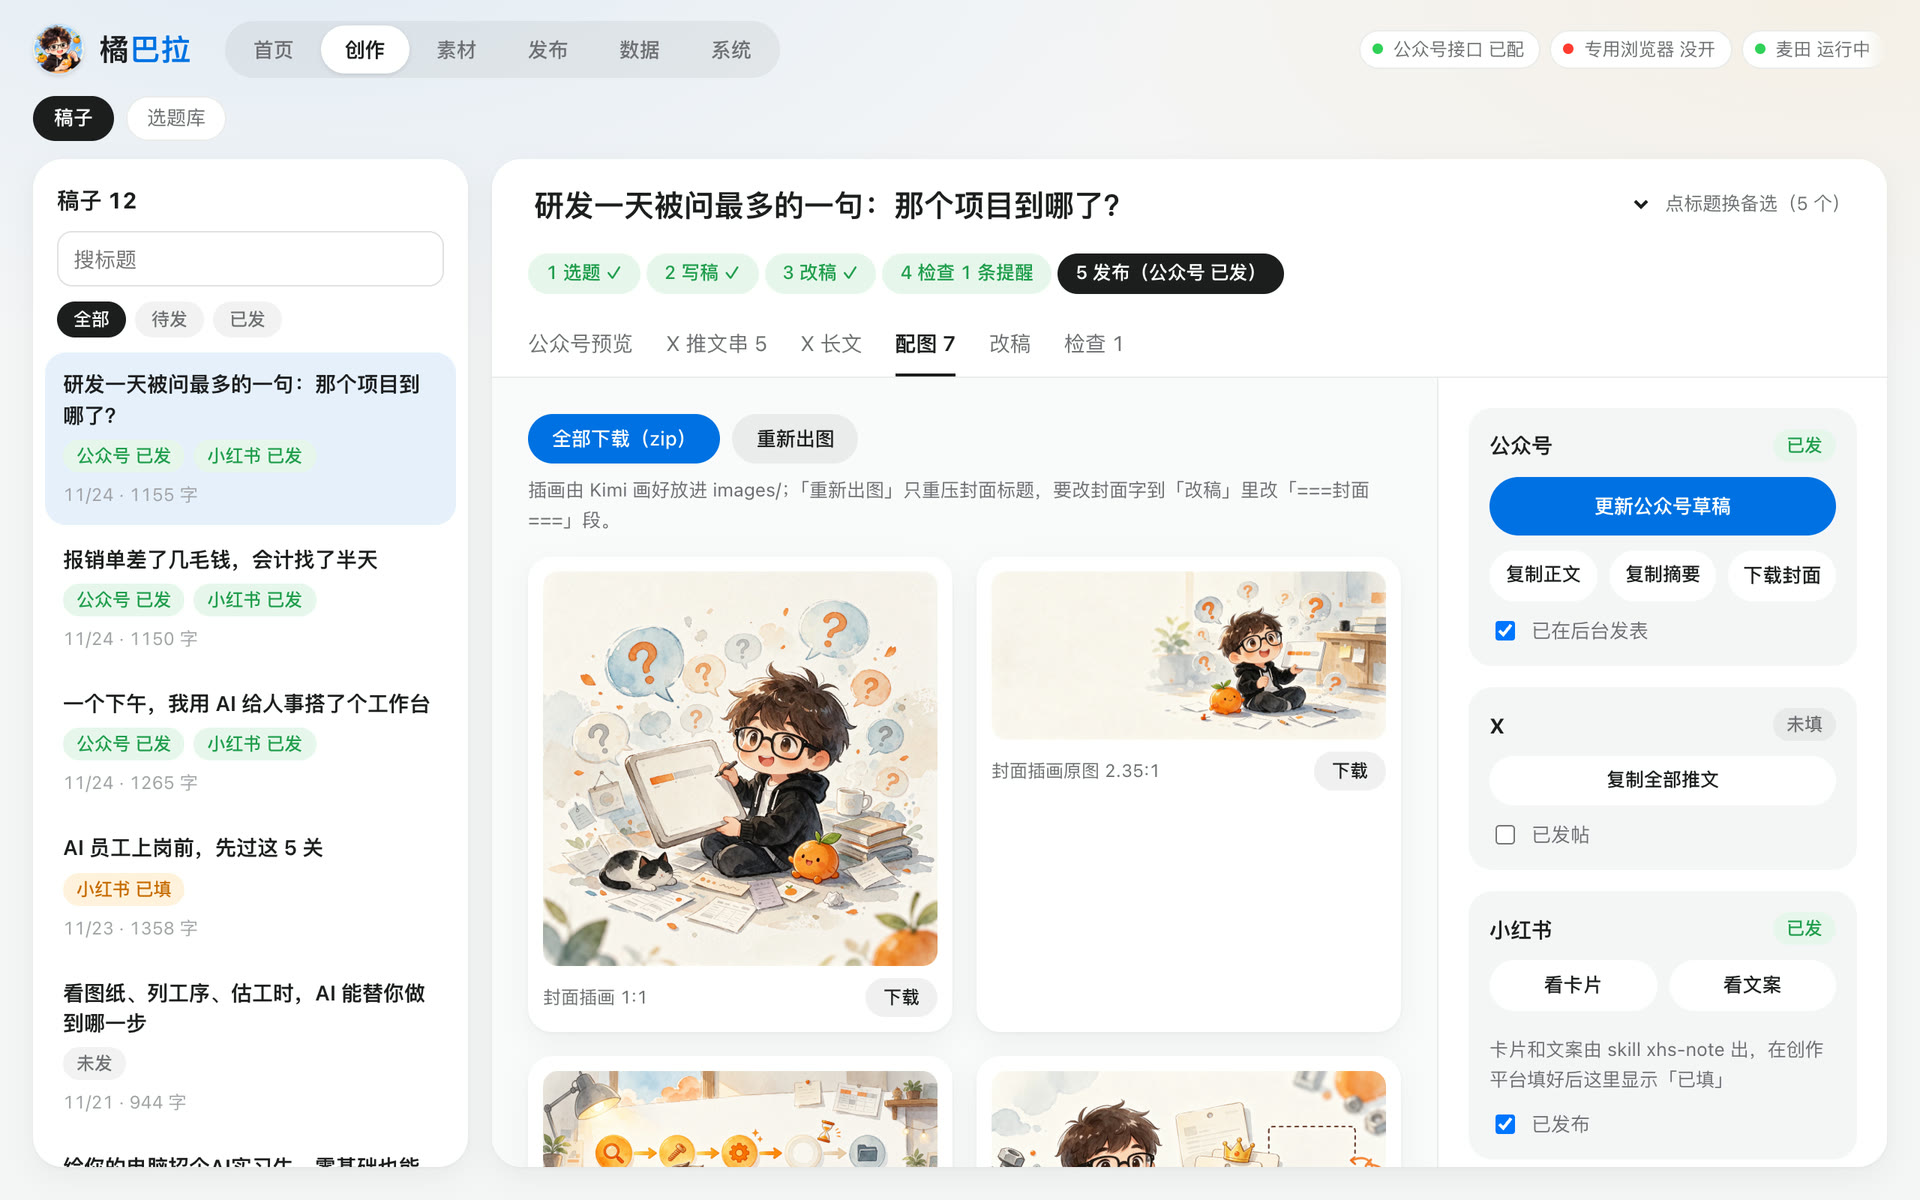 橘巴拉
首页
创作
素材
发布
数据
系统
公众号接口 已配
专用浏览器 没开
麦田 运行中
稿子
选题库
稿子 12
搜标题
全部
待发
已发
研发一天被问最多的一句：那个项目到
哪了？
公众号 已发
小红书 已发
11/24 · 1155 字
报销单差了几毛钱，会计找了半天
公众号 已发
小红书 已发
11/24 · 1150 字
一个下午，我用 AI 给人事搭了个工作台
公众号 已发
小红书 已发
11/24 · 1265 字
AI 员工上岗前，先过这 5 关
小红书 已填
11/23 · 1358 字
看图纸、列工序、估工时，AI 能替你做
到哪一步
未发
11/21 · 944 字
给你的电脑招个AI实习生，零基础也能
研发一天被问最多的一句：那个项目到哪了？
点标题换备选（5 个）
1 选题 ✓
2 写稿 ✓
3 改稿 ✓
4 检查 1 条提醒
5 发布（公众号 已发）
公众号预览
X 推文串 5
X 长文
配图 7
改稿
检查 1
全部下载（zip）
重新出图
插画由 Kimi 画好放进 images/；「重新出图」只重压封面标题，要改封面字到「改稿」里改「===封面
===」段。
封面插画 1:1
下载
封面插画原图 2.35:1
下载
公众号
已发
更新公众号草稿
复制正文
复制摘要
下载封面
已在后台发表
X
未填
复制全部推文
已发帖
小红书
已发
看卡片
看文案
卡片和文案由 skill xhs-note 出，在创作
平台填好后这里显示「已填」
已发布